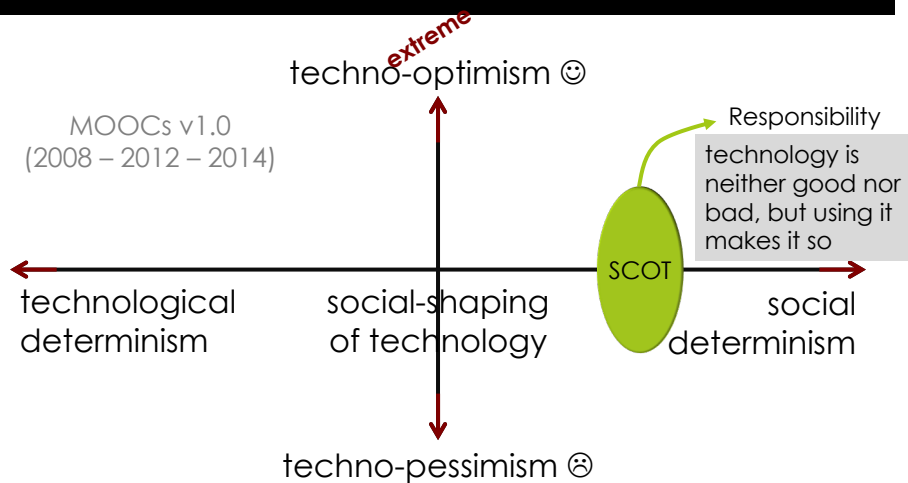 extreme
techno-optimism ☺
MOOCs v1.0
(2008 – 2012 – 2014)
Responsibility
technology is
neither good nor
bad, but using it
makes it so
SCOT
technological
determinism
social-shaping
of technology
social
determinism
techno-pessimism ☹